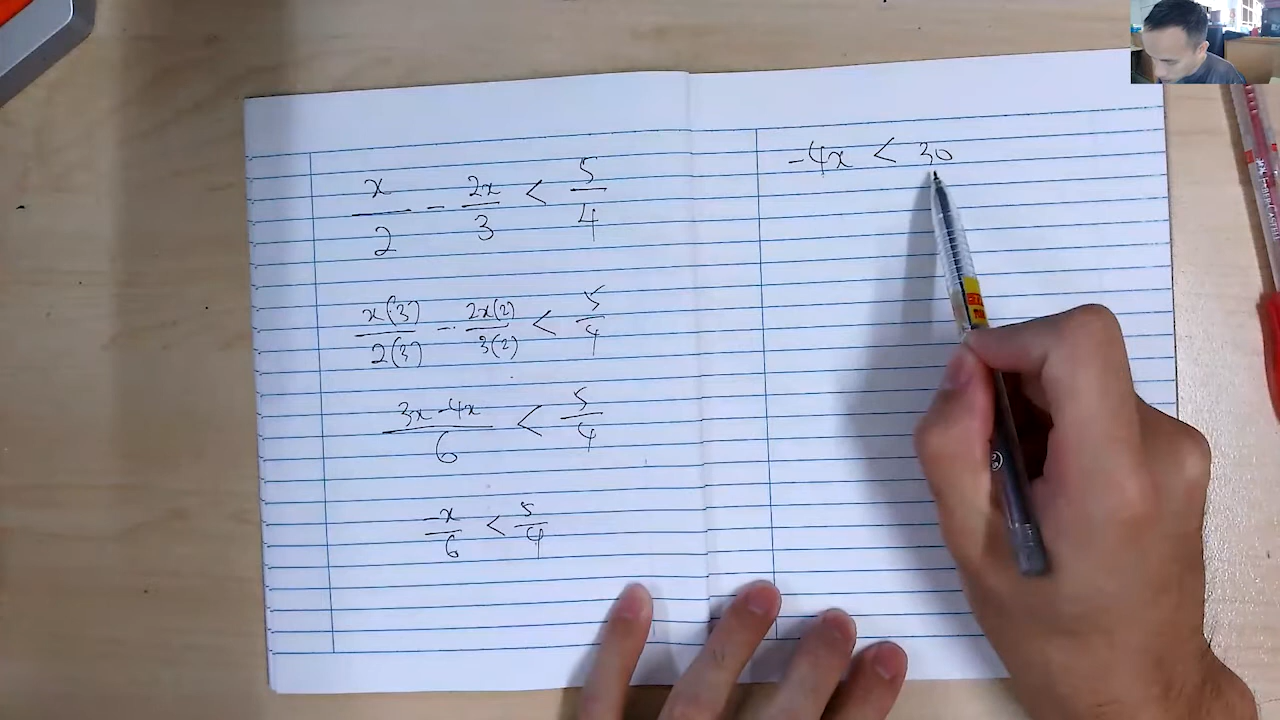 x/2 - 2x/3 < 5/4
x(3)/2(3) - 2x(2)/3(2) < 5/4
3x-4x/6 < 5/4
-x/6 < 5/4
-4x < 30